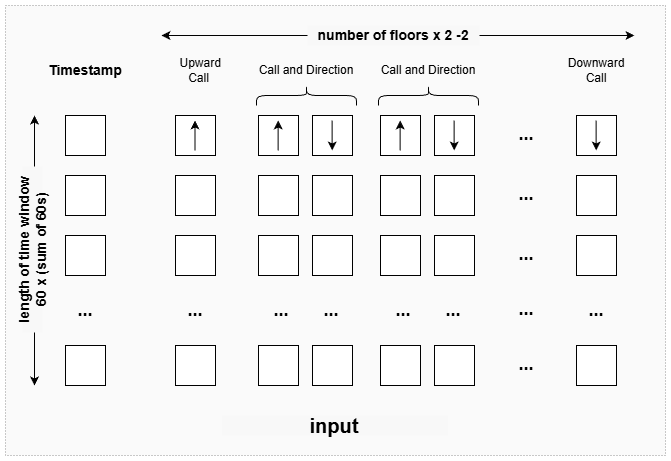 number of floors x 2 -2
Timestamp
Upward
Call
Call and Direction
Call and Direction
Downward
Call
...
...
...
... ... ... ... ... ... ... ...
...
length of time window
60 x (sum of 60s)
input